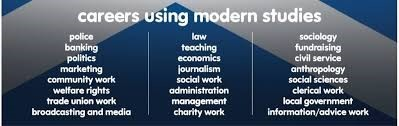 careers using modern studies
police
banking
politics
marketing
community work
welfare rights
trade union work
broadcasting and media
law
teaching
economics
journalism
social work
administration
management
charity work
sociology
fundraising
civil service
anthropology
social sciences
clerical work
local government
information/advice work